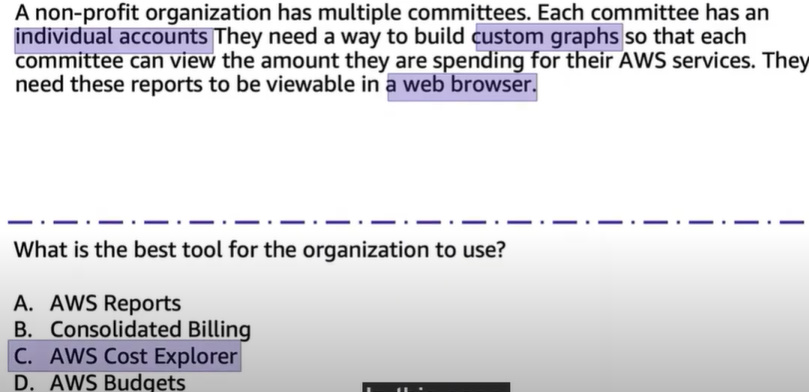 A non-profit organization has multiple committees. Each committee has an
individual accounts They need a way to build custom graphs so that each
committee can view the amount they are spending for their AWS services. They
need these reports to be viewable in a web browser.
What is the best tool for the organization to use?
A. AWS Reports
B. Consolidated Billing
C. AWS Cost Explorer
D. AWS Budgets